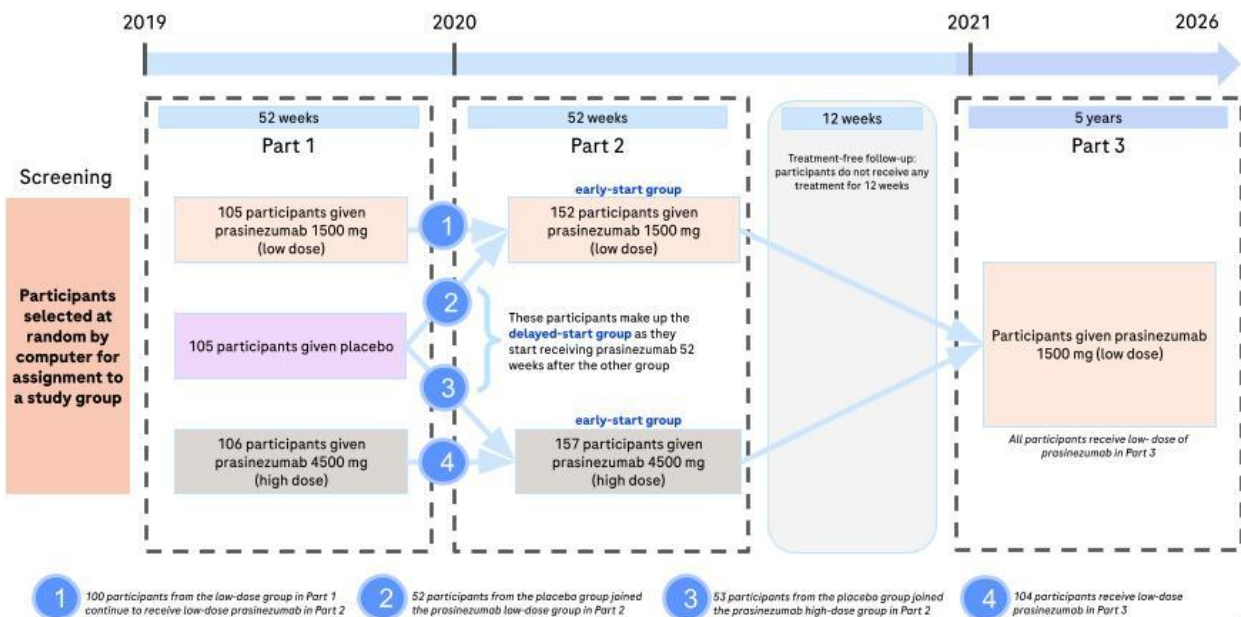 2019
2020
2021
2026
52 weeks
52 weeks
12 weeks
5 years
Part 1
Part 2
Treatment-free follow-up:
participants do not receive any
treatment for 12 weeks
Part 3
Screening
Participants
selected at
random by
computer for
assignment to
a study group
105 participants given
prasinezumab 1500 mg
(low dose)
105 participants given placebo
106 participants given
prasinezumab 4500 mg
(high dose)
1
2
3
4
early-start group
152 participants given
prasinezumab 1500 mg
(low dose)
These participants make up the
delayed-start group as they
start receiving prasinezumab 52
weeks after the other group
early-start group
157 participants given
prasinezumab 4500 mg
(high dose)
Participants given prasinezumab
1500 mg (low dose)
All participants receive low- dose of
prasinezumab in Part 3
1
100 participants from the low-dose group in Part 1
continue to receive low-dose prasinezumab in Part 2
2
52 participants from the placebo group joined
the prasinezumab low-dose group in Part 2
3
53 participants from the placebo group joined
the prasinezumab high-dose group in Part 2
4
104 participants receive low-dose
prasinezumab in Part 3